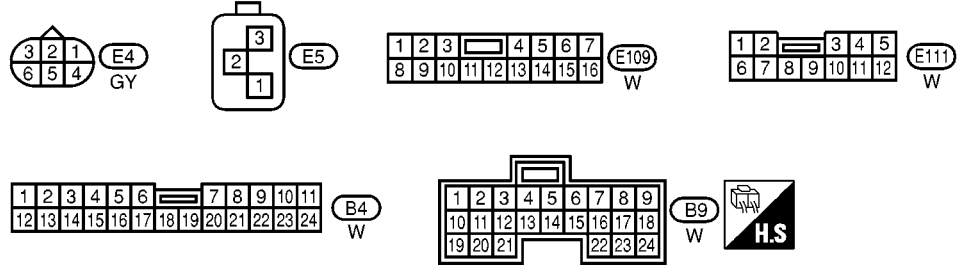 3 2 1
6 5 4
E4
GY
3
2
1
E5
1 2 3 4 5 6 7
8 9 10 11 12 13 14 15 16
E109
W
1 2 3 4 5
6 7 8 9 10 11 12
E111
W
1 2 3 4 5 6 7 8 9 10 11
12 13 14 15 16 17 18 19 20 21 22 23 24
B4
W
1 2 3 4 5 6 7 8 9
10 11 12 13 14 15 16 17 18
19 20 21 22 23 24
B9
W
H.S